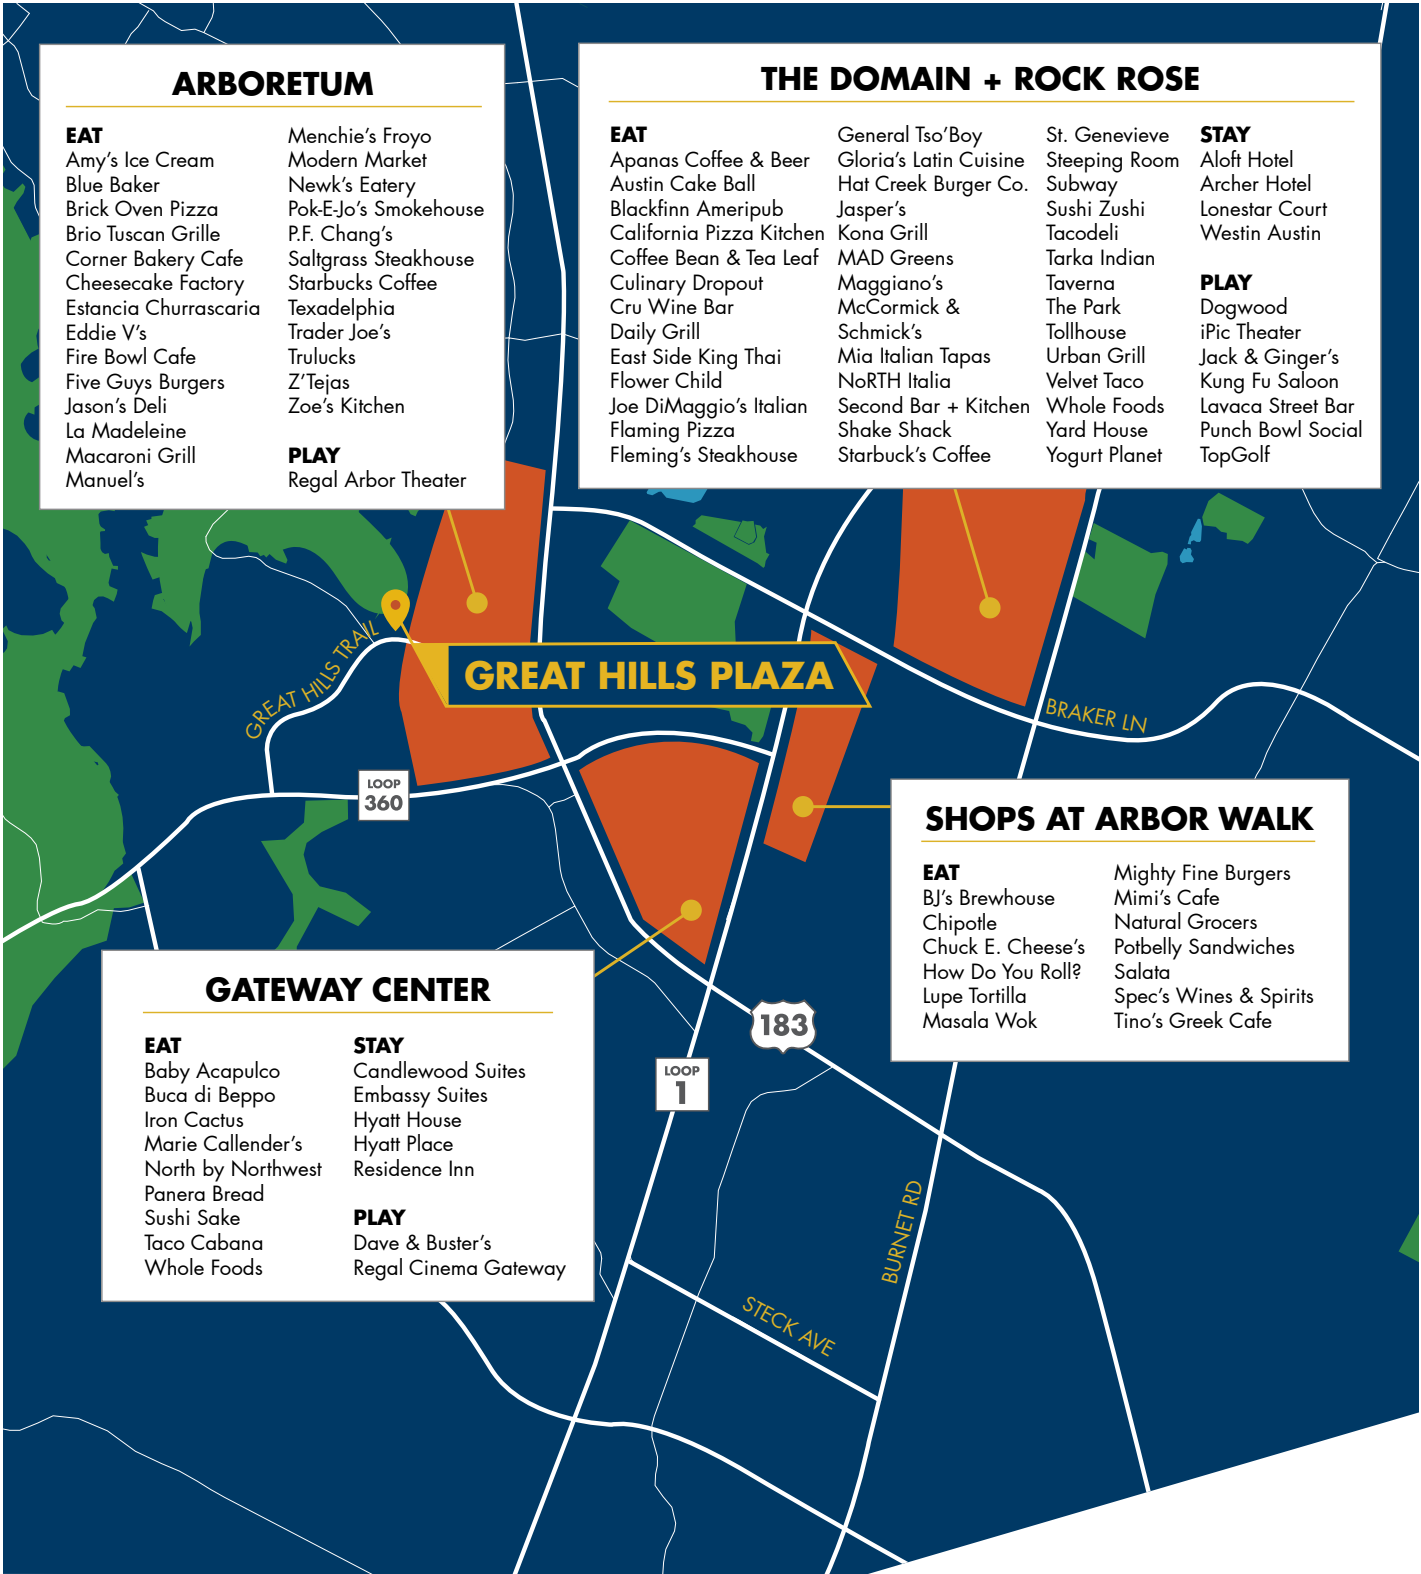 ARBORETUM
EAT
Amy's Ice Cream
Blue Baker
Brick Oven Pizza
Brio Tuscan Grille
Corner Bakery Cafe
Cheesecake Factory
Estancia Churrascaria
Eddie V's
Fire Bowl Cafe
Five Guys Burgers
Jason's Deli
La Madeleine
Macaroni Grill
Manuel's
Menchie's Froyo
Modern Market
Newk's Eatery
Pok-E-Jo's Smokehouse
P.F. Chang's
Saltgrass Steakhouse
Starbucks Coffee
Texadelphia
Trader Joe's
Trulucks
Z'Tejas
Zoe's Kitchen
PLAY
Regal Arbor Theater
THE DOMAIN + ROCK ROSE
EAT
Apanas Coffee & Beer
Austin Cake Ball
Blackfinn Ameripub
California Pizza Kitchen
Coffee Bean & Tea Leaf
Culinary Dropout
Cru Wine Bar
Daily Grill
East Side King Thai
Flower Child
Joe DiMaggio's Italian
Flaming Pizza
Fleming's Steakhouse
General Tso'Boy
Gloria's Latin Cuisine
Hat Creek Burger Co.
Jasper's
Kona Grill
MAD Greens
Maggiano's
McCormick &
Schmick's
Mia Italian Tapas
NoRTH Italia
Second Bar + Kitchen
Shake Shack
Starbuck's Coffee
St. Genevieve
Steeping Room
Subway
Sushi Zushi
Tacodeli
Tarka Indian
Taverna
The Park
Tollhouse
Urban Grill
Velvet Taco
Whole Foods
Yard House
Yogurt Planet
STAY
Aloft Hotel
Archer Hotel
Lonestar Court
Westin Austin
PLAY
Dogwood
iPic Theater
Jack & Ginger's
Kung Fu Saloon
Lavaca Street Bar
Punch Bowl Social
TopGolf
GREAT HILLS TRAIL
GREAT HILLS PLAZA
BRAKER LN
LOOP
360
SHOPS AT ARBOR WALK
EAT
BJ's Brewhouse
Chipotle
Chuck E. Cheese's
How Do You Roll?
Lupe Tortilla
Masala Wok
Mighty Fine Burgers
Mimi's Cafe
Natural Grocers
Potbelly Sandwiches
Salata
Spec's Wines & Spirits
Tino's Greek Cafe
GATEWAY CENTER
EAT
Baby Acapulco
Buca di Beppo
Iron Cactus
Marie Callender's
North by Northwest
Panera Bread
Sushi Sake
Taco Cabana
Whole Foods
STAY
Candlewood Suites
Embassy Suites
Hyatt House
Hyatt Place
Residence Inn
PLAY
Dave & Buster's
Regal Cinema Gateway
183
LOOP
1
BURNET RD
STECK AVE